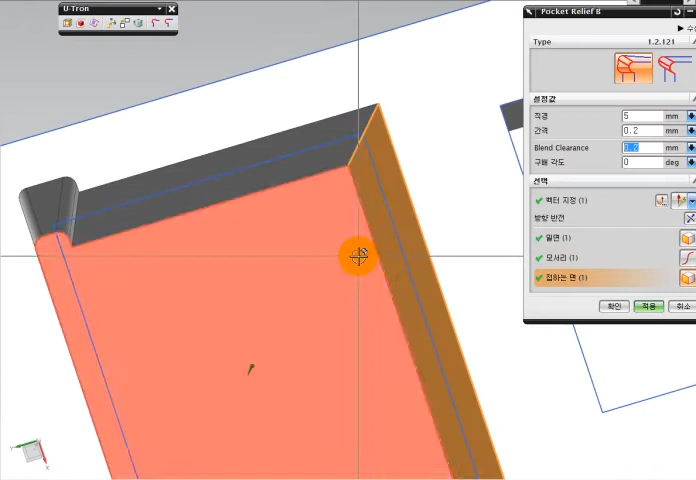 U-Tron
Pocket Relief B
수
Type 1.2.121
설정값
직경 5 mm
간격 0.2 mm
Blend Clearance 0.2 mm
구배 각도 0 deg
선택
벡터 지정 (1)
방향 반전
밑면 (1)
모서리 (1)
접하는 면 (1)
확인 적용 취소
Y
X